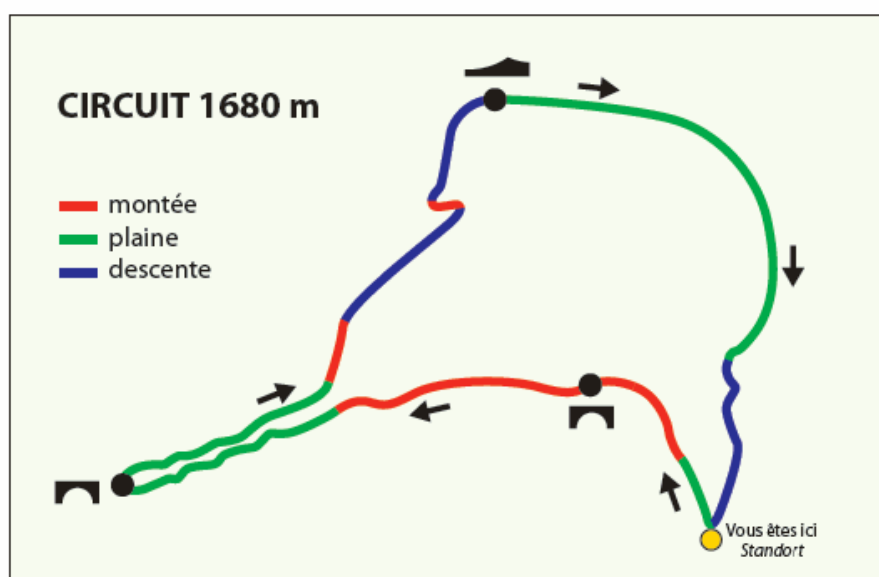 CIRCUIT 1680 m
montée
plaine
descente
Vous êtes ici
Standort